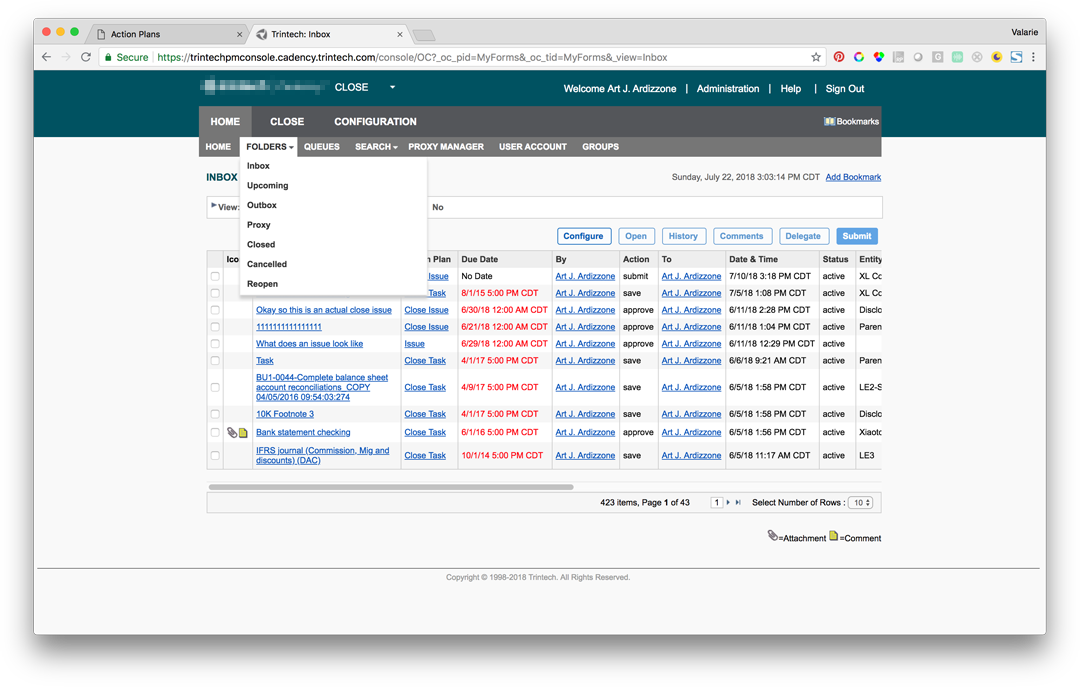 Action Plans
Trintech: Inbox
Valarie
Secure https://trintechpmconsole.cadency.trintech.com/console/OC?_oc_pid=MyForms&_oc_tid=MyForms&_view=Inbox
CLOSE
Welcome Art J. Ardizzone | Administration | Help | Sign Out
HOME CLOSE CONFIGURATION Bookmarks
HOME FOLDERS QUEUES SEARCH PROXY MANAGER USER ACCOUNT GROUPS
Inbox
Upcoming
Outbox
Proxy
Closed
Cancelled
Reopen
INBOX Sunday, July 22, 2018 3:03:14 PM CDT Add Bookmark
View: No
Configure Open History Comments Delegate Submit
Ico Plan Due Date By Action To Date & Time Status Entity
Issue No Date Art J. Ardizzone submit Art J. Ardizzone 7/10/18 3:18 PM CDT active XL Co
Task 8/1/15 5:00 PM CDT Art J. Ardizzone save Art J. Ardizzone 7/5/18 1:08 PM CDT active XL Co
Okay so this is an actual close issue Close Issue 6/30/18 12:00 AM CDT Art J. Ardizzone approve Art J. Ardizzone 6/11/18 2:28 PM CDT active Disclo
1111111111111111 Close Issue 6/21/18 12:00 AM CDT Art J. Ardizzone approve Art J. Ardizzone 6/11/18 1:04 PM CDT active Paren
What does an issue look like Issue 6/29/18 12:00 AM CDT Art J. Ardizzone approve Art J. Ardizzone 6/11/18 12:29 PM CDT active
Task Close Task 4/1/17 5:00 PM CDT Art J. Ardizzone save Art J. Ardizzone 6/6/18 9:21 AM CDT active Paren
BU1-0044-Complete balance sheet
account reconciliations_COPY Close Task 4/9/17 5:00 PM CDT Art J. Ardizzone save Art J. Ardizzone 6/5/18 1:58 PM CDT active LE2-S
04/05/2016 09:54:03:274
10K Footnote 3 Close Task 4/1/17 5:00 PM CDT Art J. Ardizzone save Art J. Ardizzone 6/5/18 1:58 PM CDT active Disclo
Bank statement checking Close Task 6/1/16 5:00 PM CDT Art J. Ardizzone approve Art J. Ardizzone 6/5/18 1:56 PM CDT active Xiaoto
IFRS journal (Commission, Mig and Close Task 10/1/14 5:00 PM CDT Art J. Ardizzone save Art J. Ardizzone 6/5/18 11:17 AM CDT active LE3
discounts) (DAC)
423 items, Page 1 of 43 1 Select Number of Rows : 10
=Attachment =Comment
Copyright © 1998-2018 Trintech. All Rights Reserved.